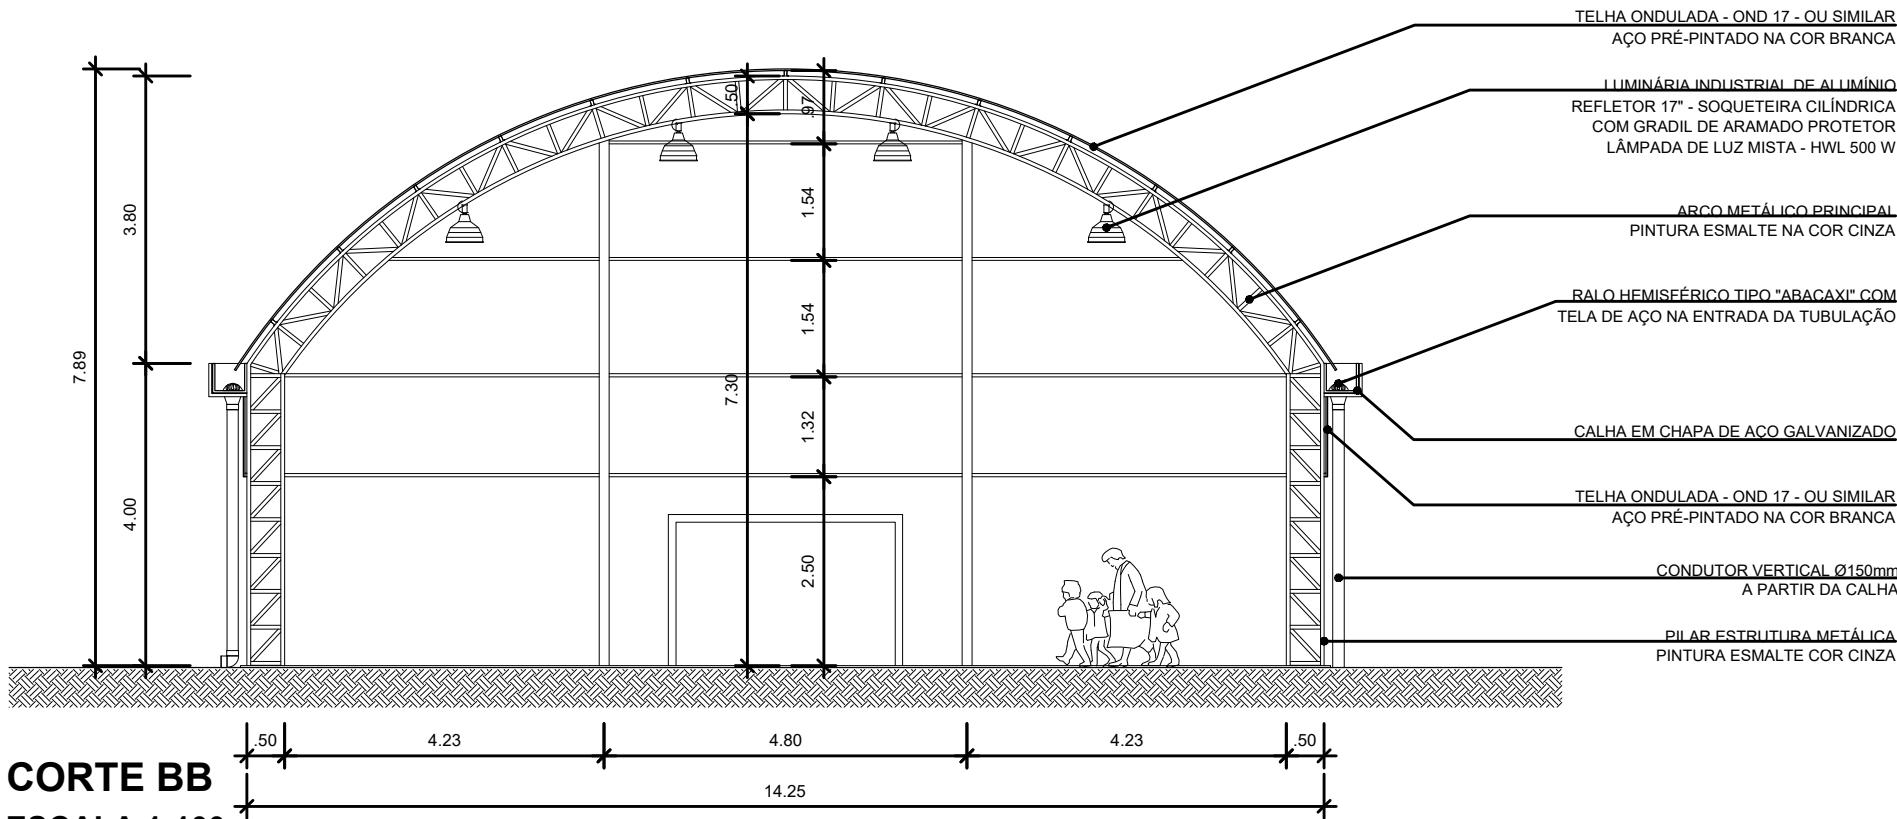 TELHA ONDULADA - OND 17 - OU SIMILAR
AÇO PRÉ-PINTADO NA COR BRANCA
LUMINÁRIA INDUSTRIAL DE ALUMÍNIO
REFLETOR 17" - SOQUETEIRA CILÍNDRICA
COM GRADIL DE ARAMADO PROTETOR
LÂMPADA DE LUZ MISTA - HWL 500 W
ARCO METÁLICO PRINCIPAL
PINTURA ESMALTE NA COR CINZA
RALO HEMISFÉRICO TIPO "ABACAXI" COM
TELA DE AÇO NA ENTRADA DA TUBULAÇÃO
CALHA EM CHAPA DE AÇO GALVANIZADO
TELHA ONDULADA - OND 17 - OU SIMILAR
AÇO PRÉ-PINTADO NA COR BRANCA
CONDUTOR VERTICAL Ø150mm
A PARTIR DA CALHA
PILAR ESTRUTURA METÁLICA
PINTURA ESMALTE COR CINZA
7.89
3.80
4.00
.50
7.30
.97
1.54
1.54
1.32
2.50
.50
4.23
4.80
4.23
.50
14.25
CORTE BB
ESCALA 1:100